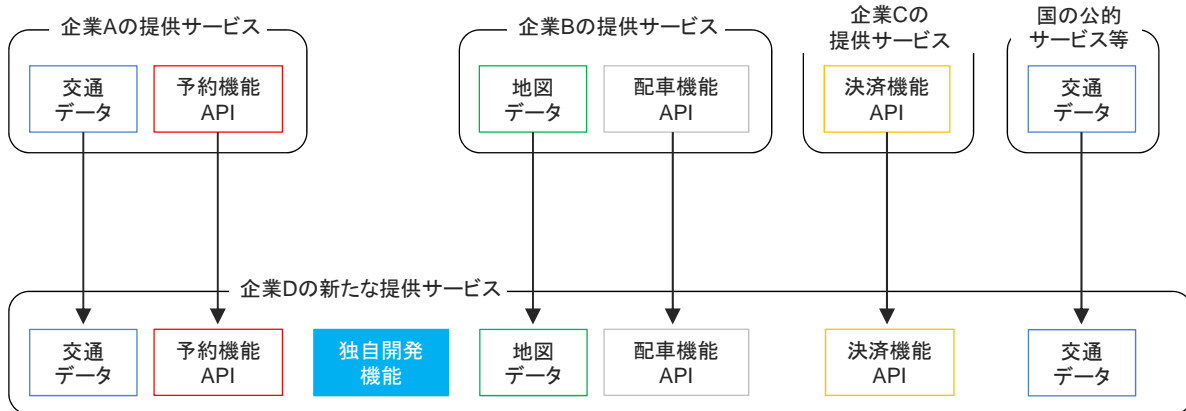 企業Aの提供サービス
交通
データ
予約機能
API
企業Bの提供サービス
地図
データ
配車機能
API
企業Cの
提供サービス
決済機能
API
国の公的
サービス等
交通
データ
企業Dの新たな提供サービス
交通
データ
予約機能
API
独自開発
機能
地図
データ
配車機能
API
決済機能
API
交通
データ